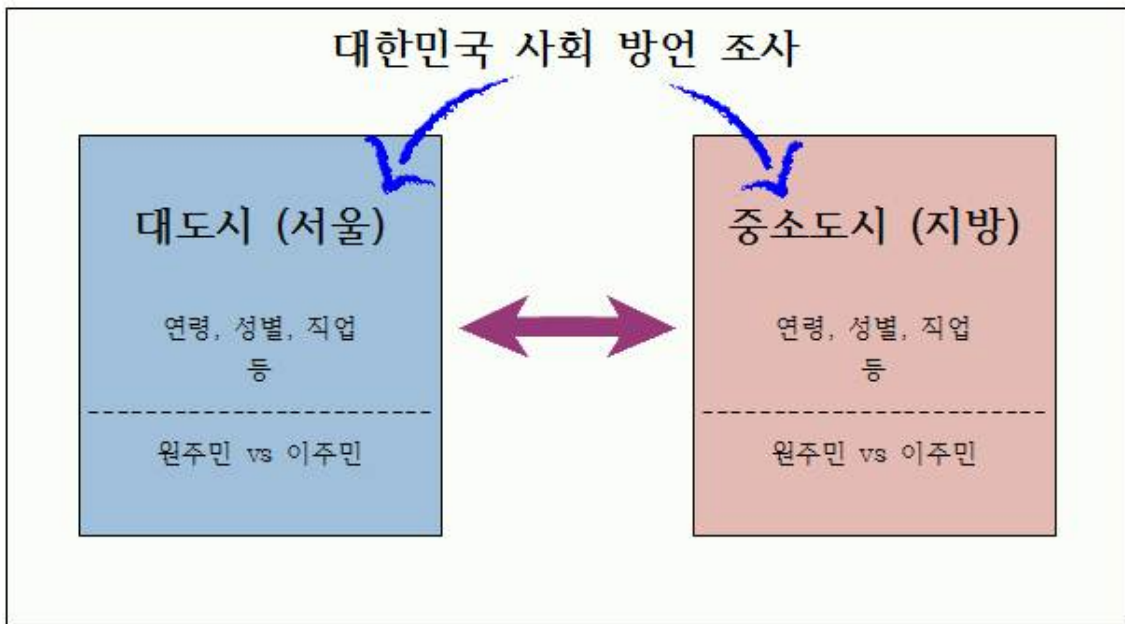 대한민국 사회 방언 조사
대도시 (서울)
연령, 성별, 직업
등
원주민 vs 이주민
중소도시 (지방)
연령, 성별, 직업
등
원주민 vs 이주민